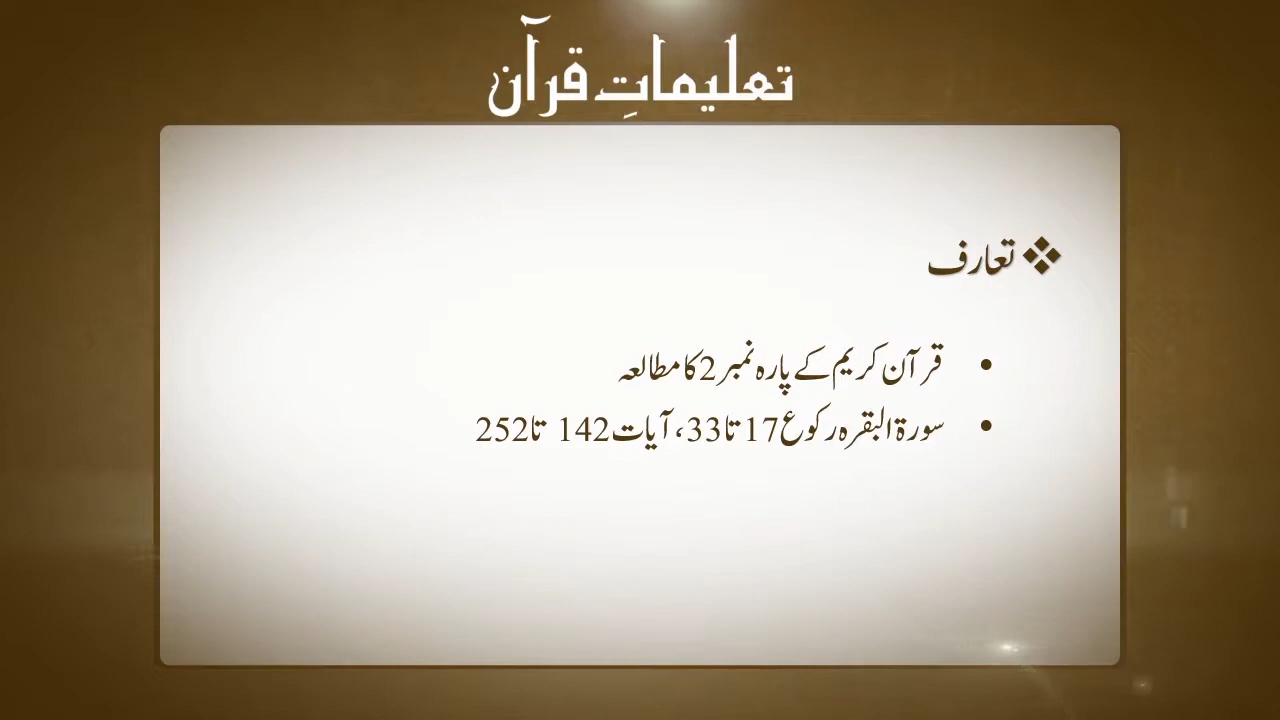 تعلیماتِ قرآن
❖ تعارف
• قرآن کریم کے پارہ نمبر 2 کا مطالعہ
• سورۃ البقرہ رکوع 17 تا 33، آیات 142 تا 252